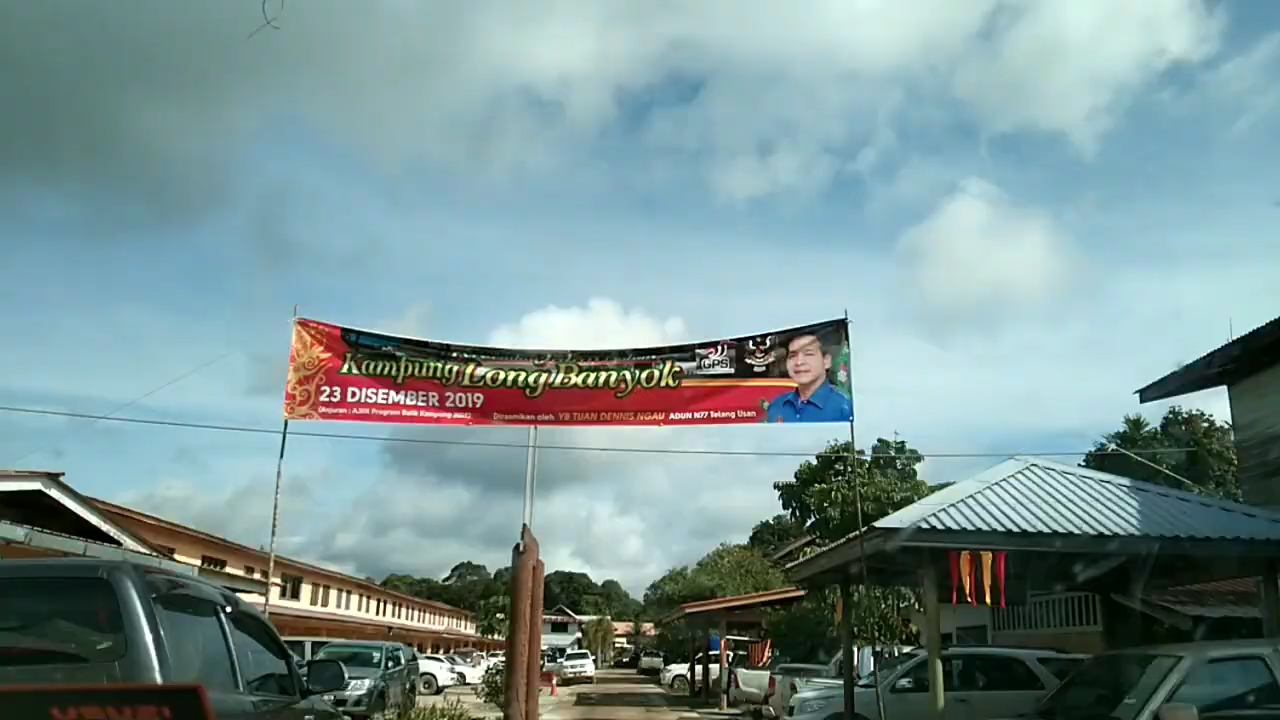 Kampung Long Banyok
GPS
23 DISEMBER 2019
(Anjuran : AJKK Program Balik Kampung 2019)
Dirasmikan oleh YB TUAN DENNIS NGAU ADUN N77 Telang Usan